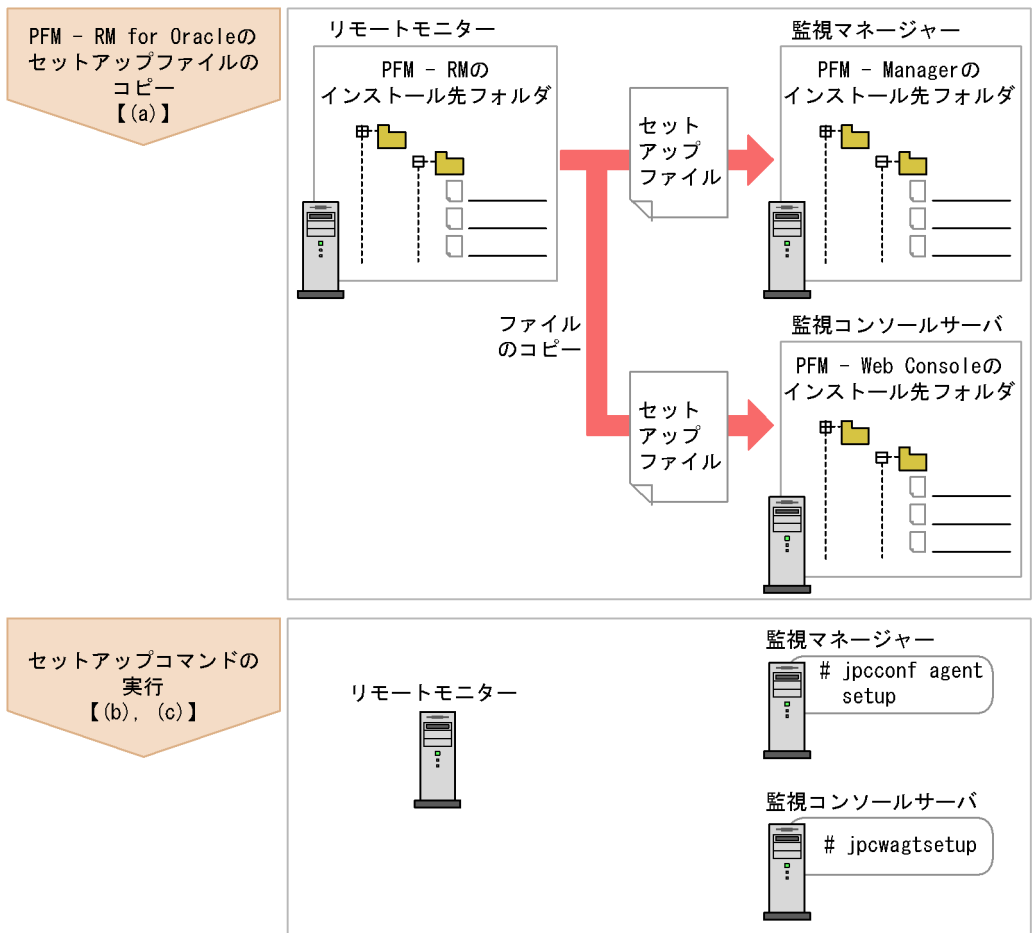 PFM - RM for Oracleの
セットアップファイルの
コピー
【(a)】
リモートモニター
PFM - RMの
インストール先フォルダ
セット
アップ
ファイル
監視マネージャー
PFM - Managerの
インストール先フォルダ
ファイル
のコピー
セット
アップ
ファイル
監視コンソールサーバ
PFM - Web Consoleの
インストール先フォルダ
セットアップコマンドの
実行
【(b), (c)】
リモートモニター
監視マネージャー
# jpcconf agent
setup
監視コンソールサーバ
# jpcwagtsetup